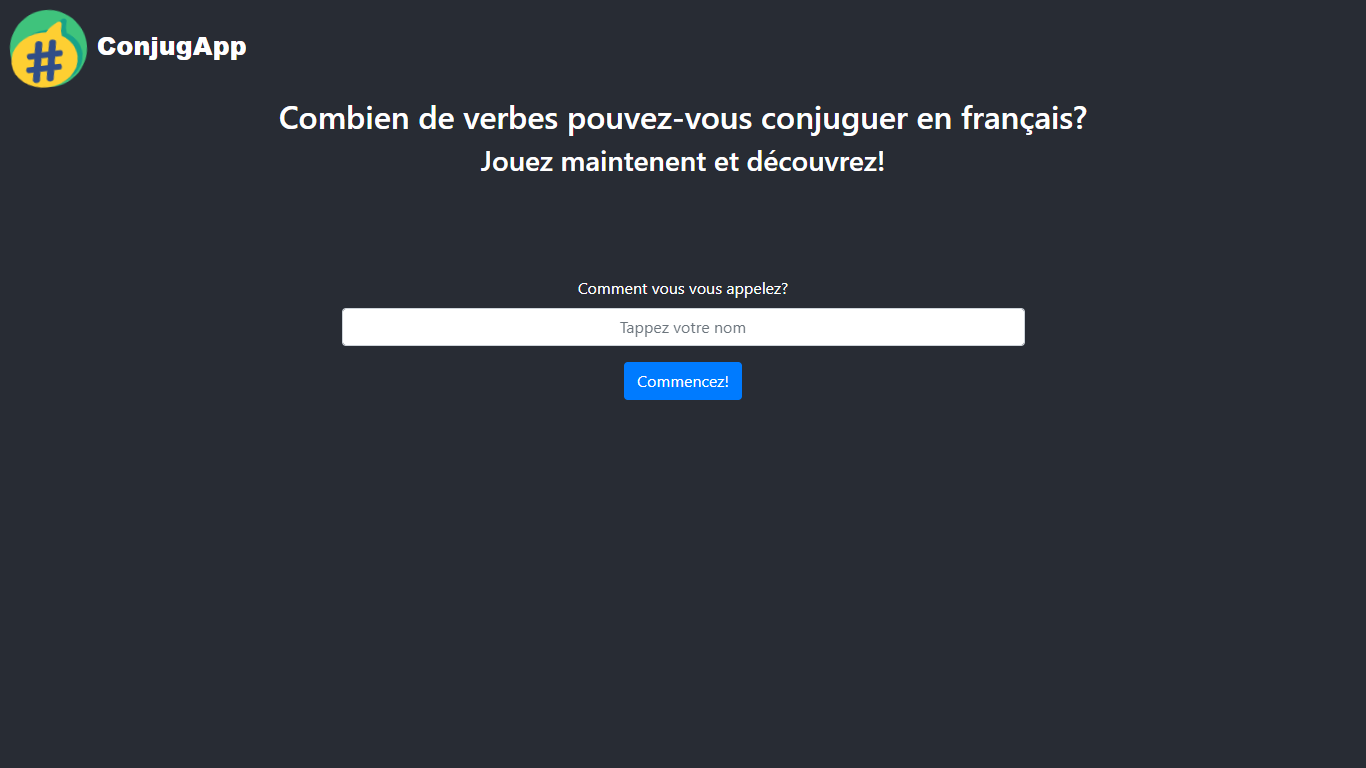 # ConjugApp
Combien de verbes pouvez-vous conjuguer en français?
Jouez maintenent et découvrez!
Comment vous vous appelez?
Tappez votre nom
Commencez!